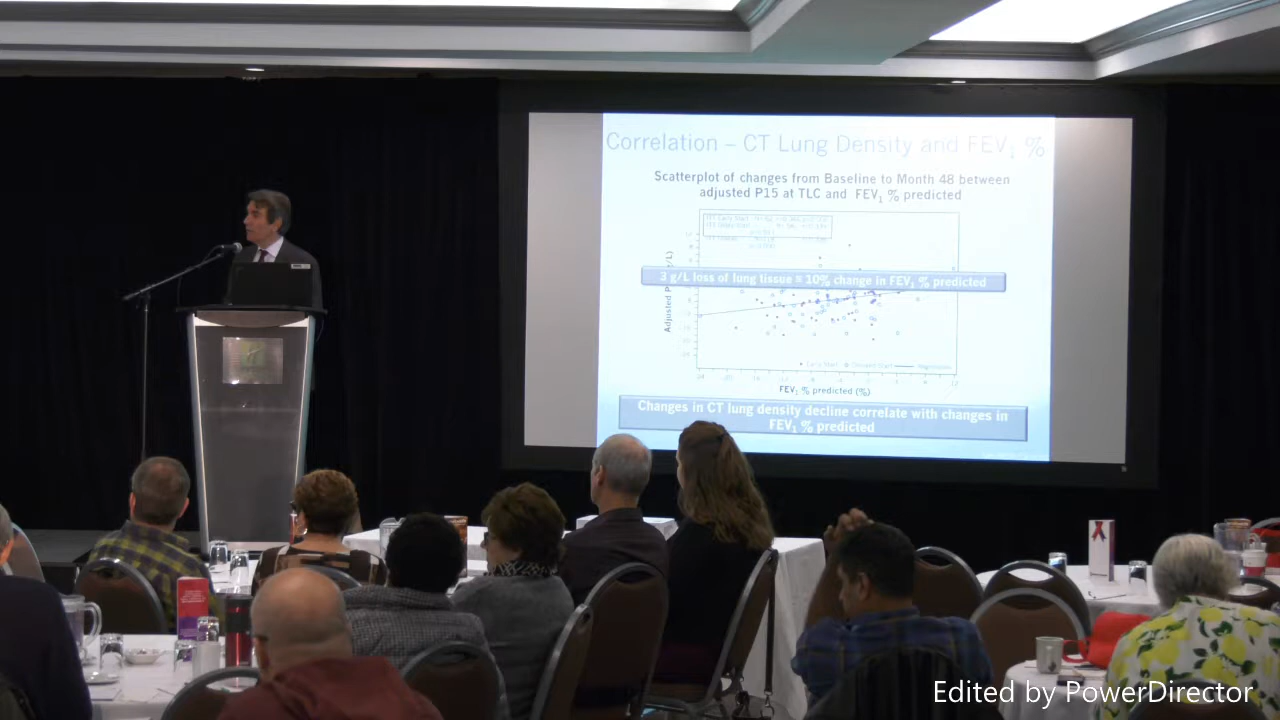 Correlation – CT Lung Density and FEV₁ %
Scatterplot of changes from Baseline to Month 48 between
adjusted P15 at TLC and FEV₁ % predicted
3 g/L loss of lung tissue ≅ 10% change in FEV₁ % predicted
Adjusted
FEV₁ % predicted (%)
Changes in CT lung density decline correlate with changes in
FEV₁ % predicted
Edited by PowerDirector